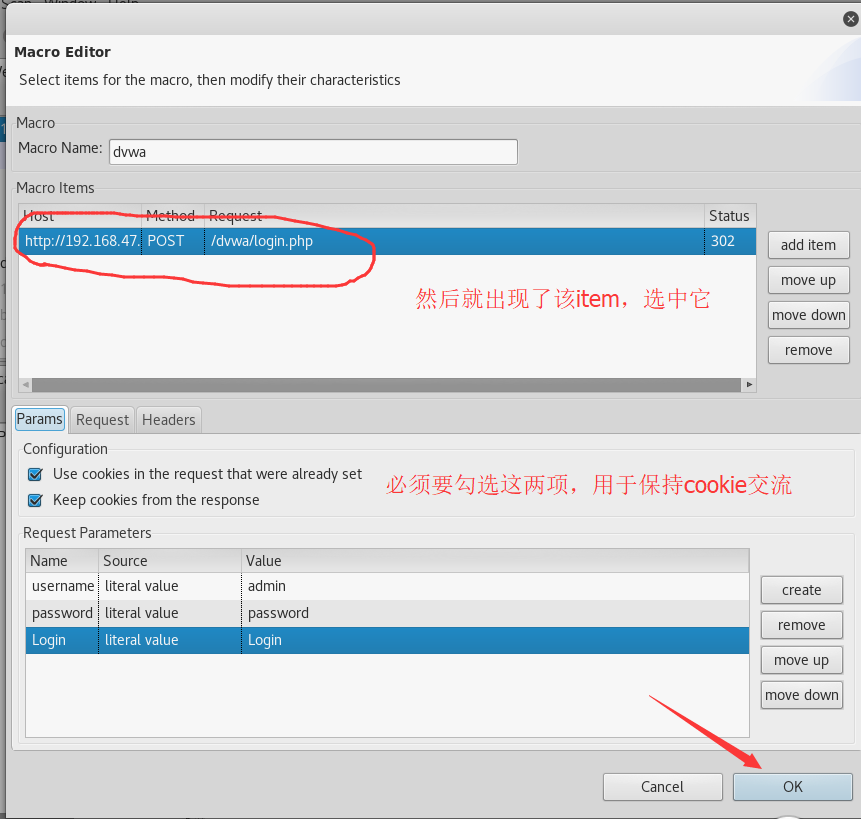 Macro Editor
Select items for the macro, then modify their characteristics
Macro
Macro Name: dvwa
Macro Items
Host Method Request Status
http://192.168.47. POST /dvwa/login.php 302
add item
move up
然后就出现了该item，选中它
move down
remove
Params Request Headers
Configuration
Use cookies in the request that were already set
必须要勾选这两项，用于保持cookie交流
Keep cookies from the response
Request Parameters
Name Source Value
username literal value admin
create
password literal value password
remove
Login literal value Login
move up
move down
Cancel OK